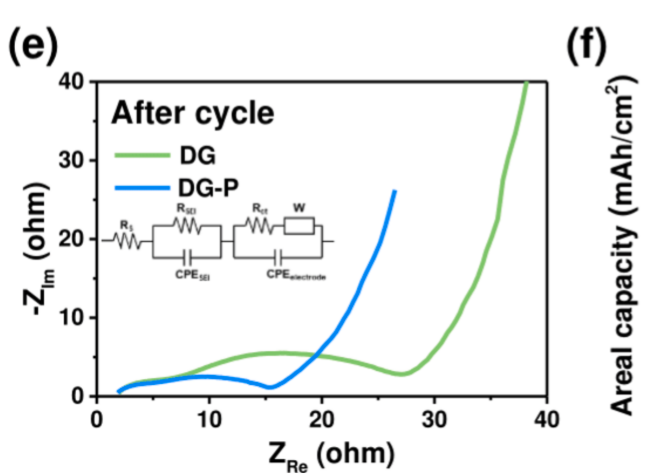 (e)
(f)
After cycle
DG
DG-P
R_S
R_SEI
CPE_SEI
R_ct
W
CPE_electrode
40
30
20
10
0
-Z_Im (ohm)
0
10
20
30
40
Z_Re (ohm)
Areal capacity (mAh/cm²)